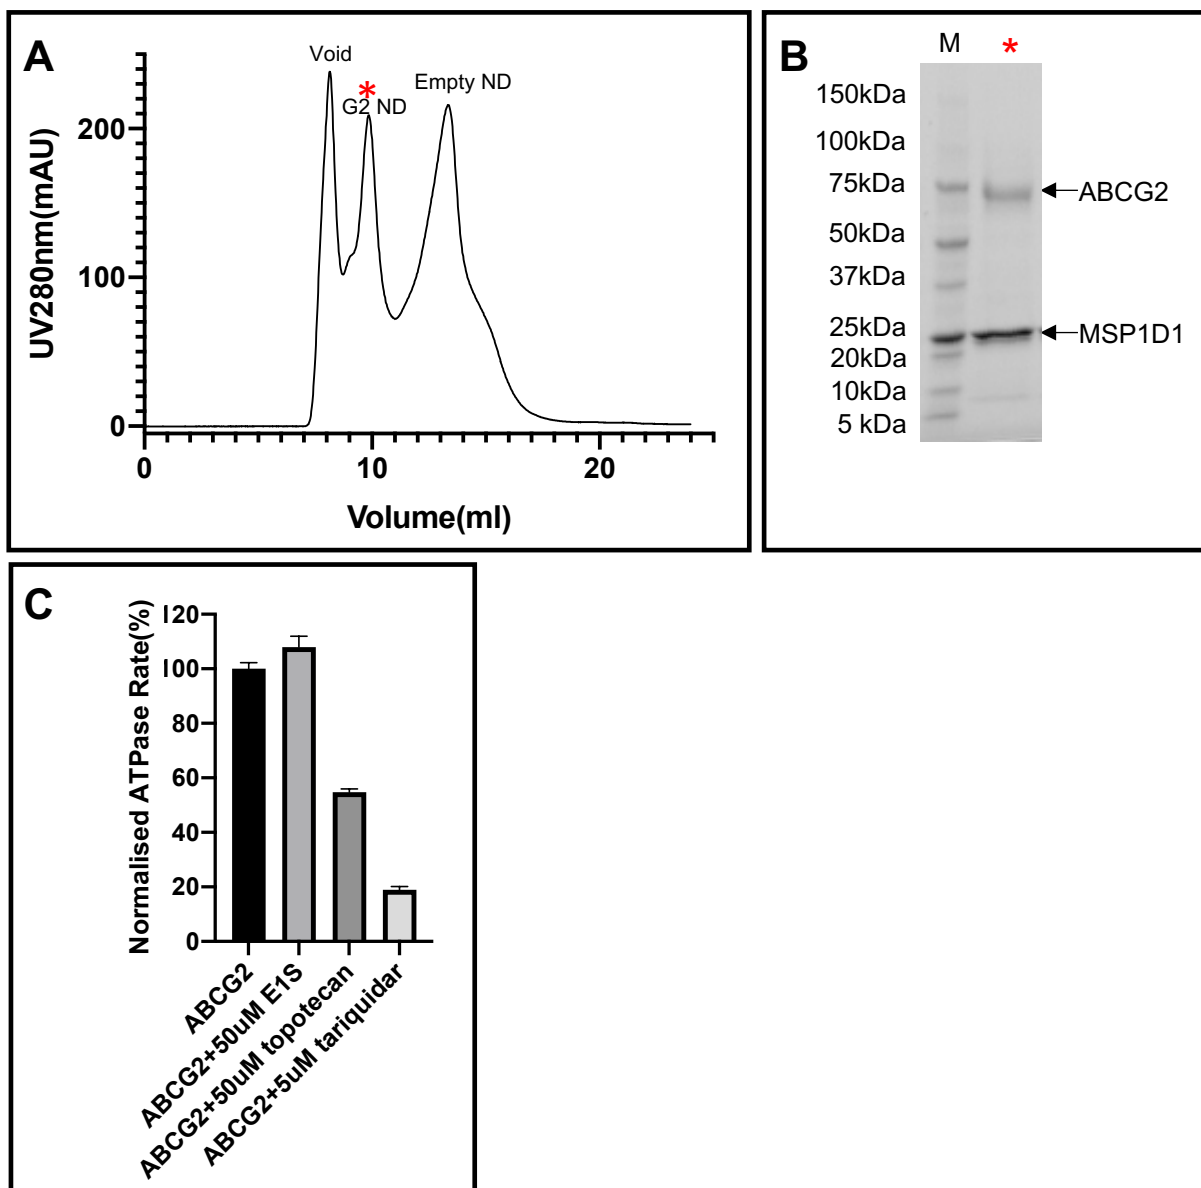 A
Void
*
G2 ND
Empty ND
200
100
0
UV280nm(mAU)
0
10
20
Volume(ml)
B
M
*
150kDa
100kDa
75kDa
50kDa
37kDa
25kDa
20kDa
10kDa
5 kDa
ABCG2
MSP1D1
C
120
100
80
60
40
20
0
Normalised ATPase Rate(%)
ABCG2
ABCG2+50uM E1S
ABCG2+50uM topotecan
ABCG2+5uM tariquidar